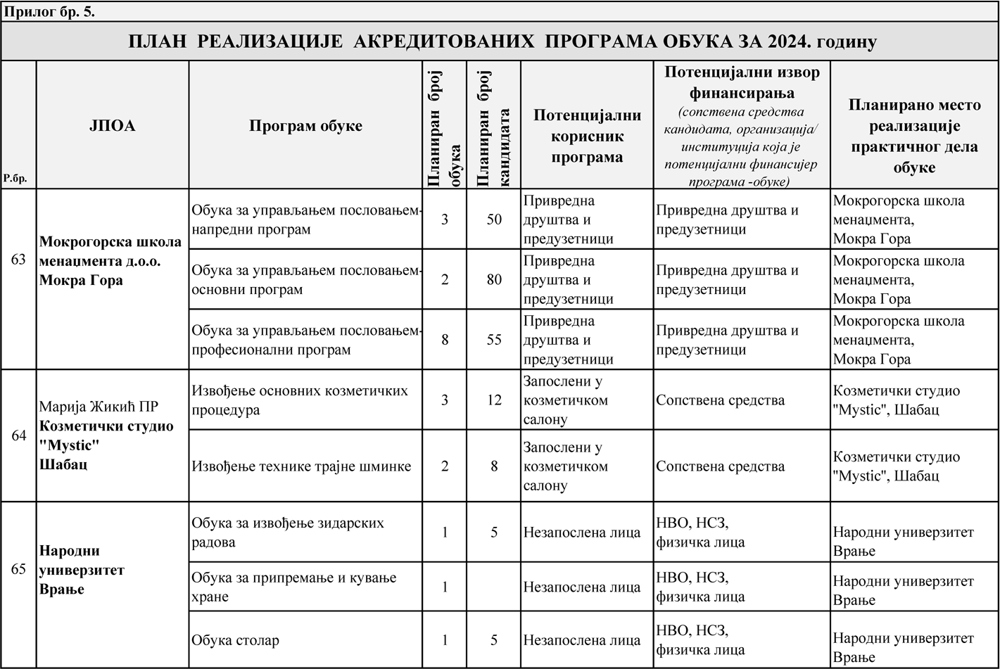 Прилог бр. 5.
ПЛАН РЕАЛИЗАЦИЈЕ АКРЕДИТОВАНИХ ПРОГРАМА ОБУКА ЗА 2024. годину
Р.бр.
ЈПОА
Програм обуке
Планиран број
обука
Планиран број
кандидата
Потенцијални
корисник
програма
Потенцијални извор
финансирања
(сопствена средства
кандидата, организација/
институција која је
потенцијални финансијер
програма -обуке)
Планирано место
реализације
практичног дела
обуке
63
Мокрогорска школа
менаџмента д.о.о.
Мокра Гора
Обука за управљањем пословањем-
напредни програм
3
50
Привредна
друштва и
предузетници
Привредна друштва и
предузетници
Мокрогорска школа
менаџмента,
Мокра Гора
Обука за управљањем пословањем-
основни програм
2
80
Привредна
друштва и
предузетници
Привредна друштва и
предузетници
Мокрогорска школа
менаџмента,
Мокра Гора
Обука за управљањем пословањем-
професионални програм
8
55
Привредна
друштва и
предузетници
Привредна друштва и
предузетници
Мокрогорска школа
менаџмента,
Мокра Гора
64
Марија Жикић ПР
Козметички студио
"Mystic"
Шабац
Извођење основних козметичких
процедура
3
12
Запослени у
козметичком
салону
Сопствена средства
Козметички студио
"Mystic", Шабац
Извођење технике трајне шминке
2
8
Запослени у
козметичком
салону
Сопствена средства
Козметички студио
"Mystic", Шабац
65
Народни
универзитет
Врање
Обука за извођење зидарских
радова
1
5
Незапослена лица
НВО, НСЗ,
физичка лица
Народни универзитет
Врање
Обука за припремање и кување
хране
1
Незапослена лица
НВО, НСЗ,
физичка лица
Народни универзитет
Врање
Обука столар
1
5
Незапослена лица
НВО, НСЗ,
физичка лица
Народни универзитет
Врање